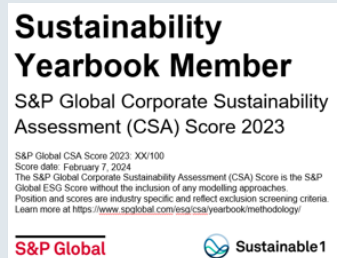 Sustainability
Yearbook Member
S&P Global Corporate Sustainability
Assessment (CSA) Score 2023
S&P Global CSA Score 2023: XX/100
Score date: February 7, 2024
The S&P Global Corporate Sustainability Assessment (CSA) Score is the S&P
Global ESG Score without the inclusion of any modelling approaches.
Position and scores are industry specific and reflect exclusion screening criteria.
Learn more at https://www.spglobal.com/esg/csa/yearbook/methodology/
S&P Global
Sustainable1